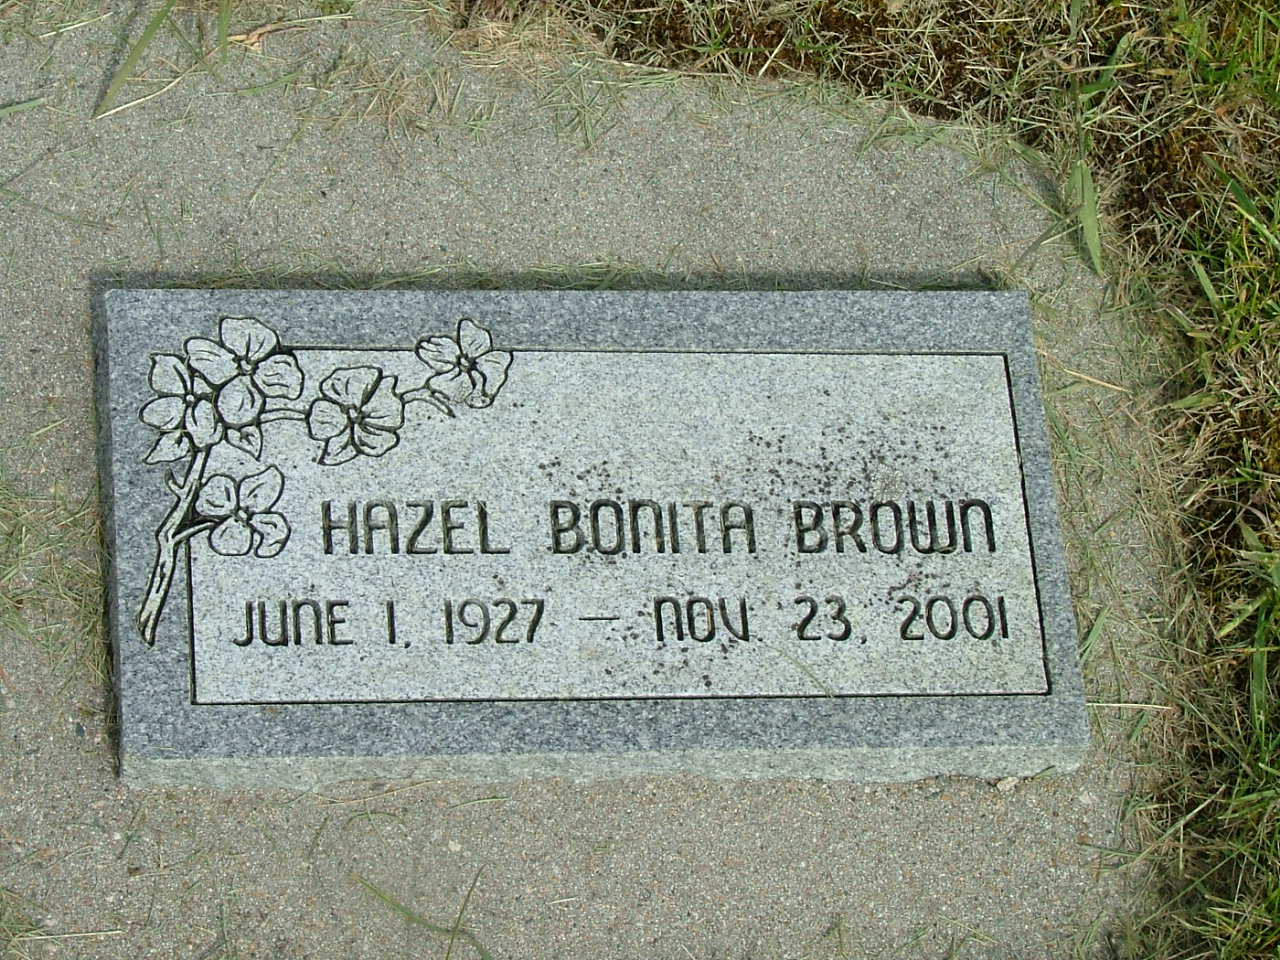 HAZEL BONITA BROWN
JUNE 1, 1927 — NOV. 23, 2001